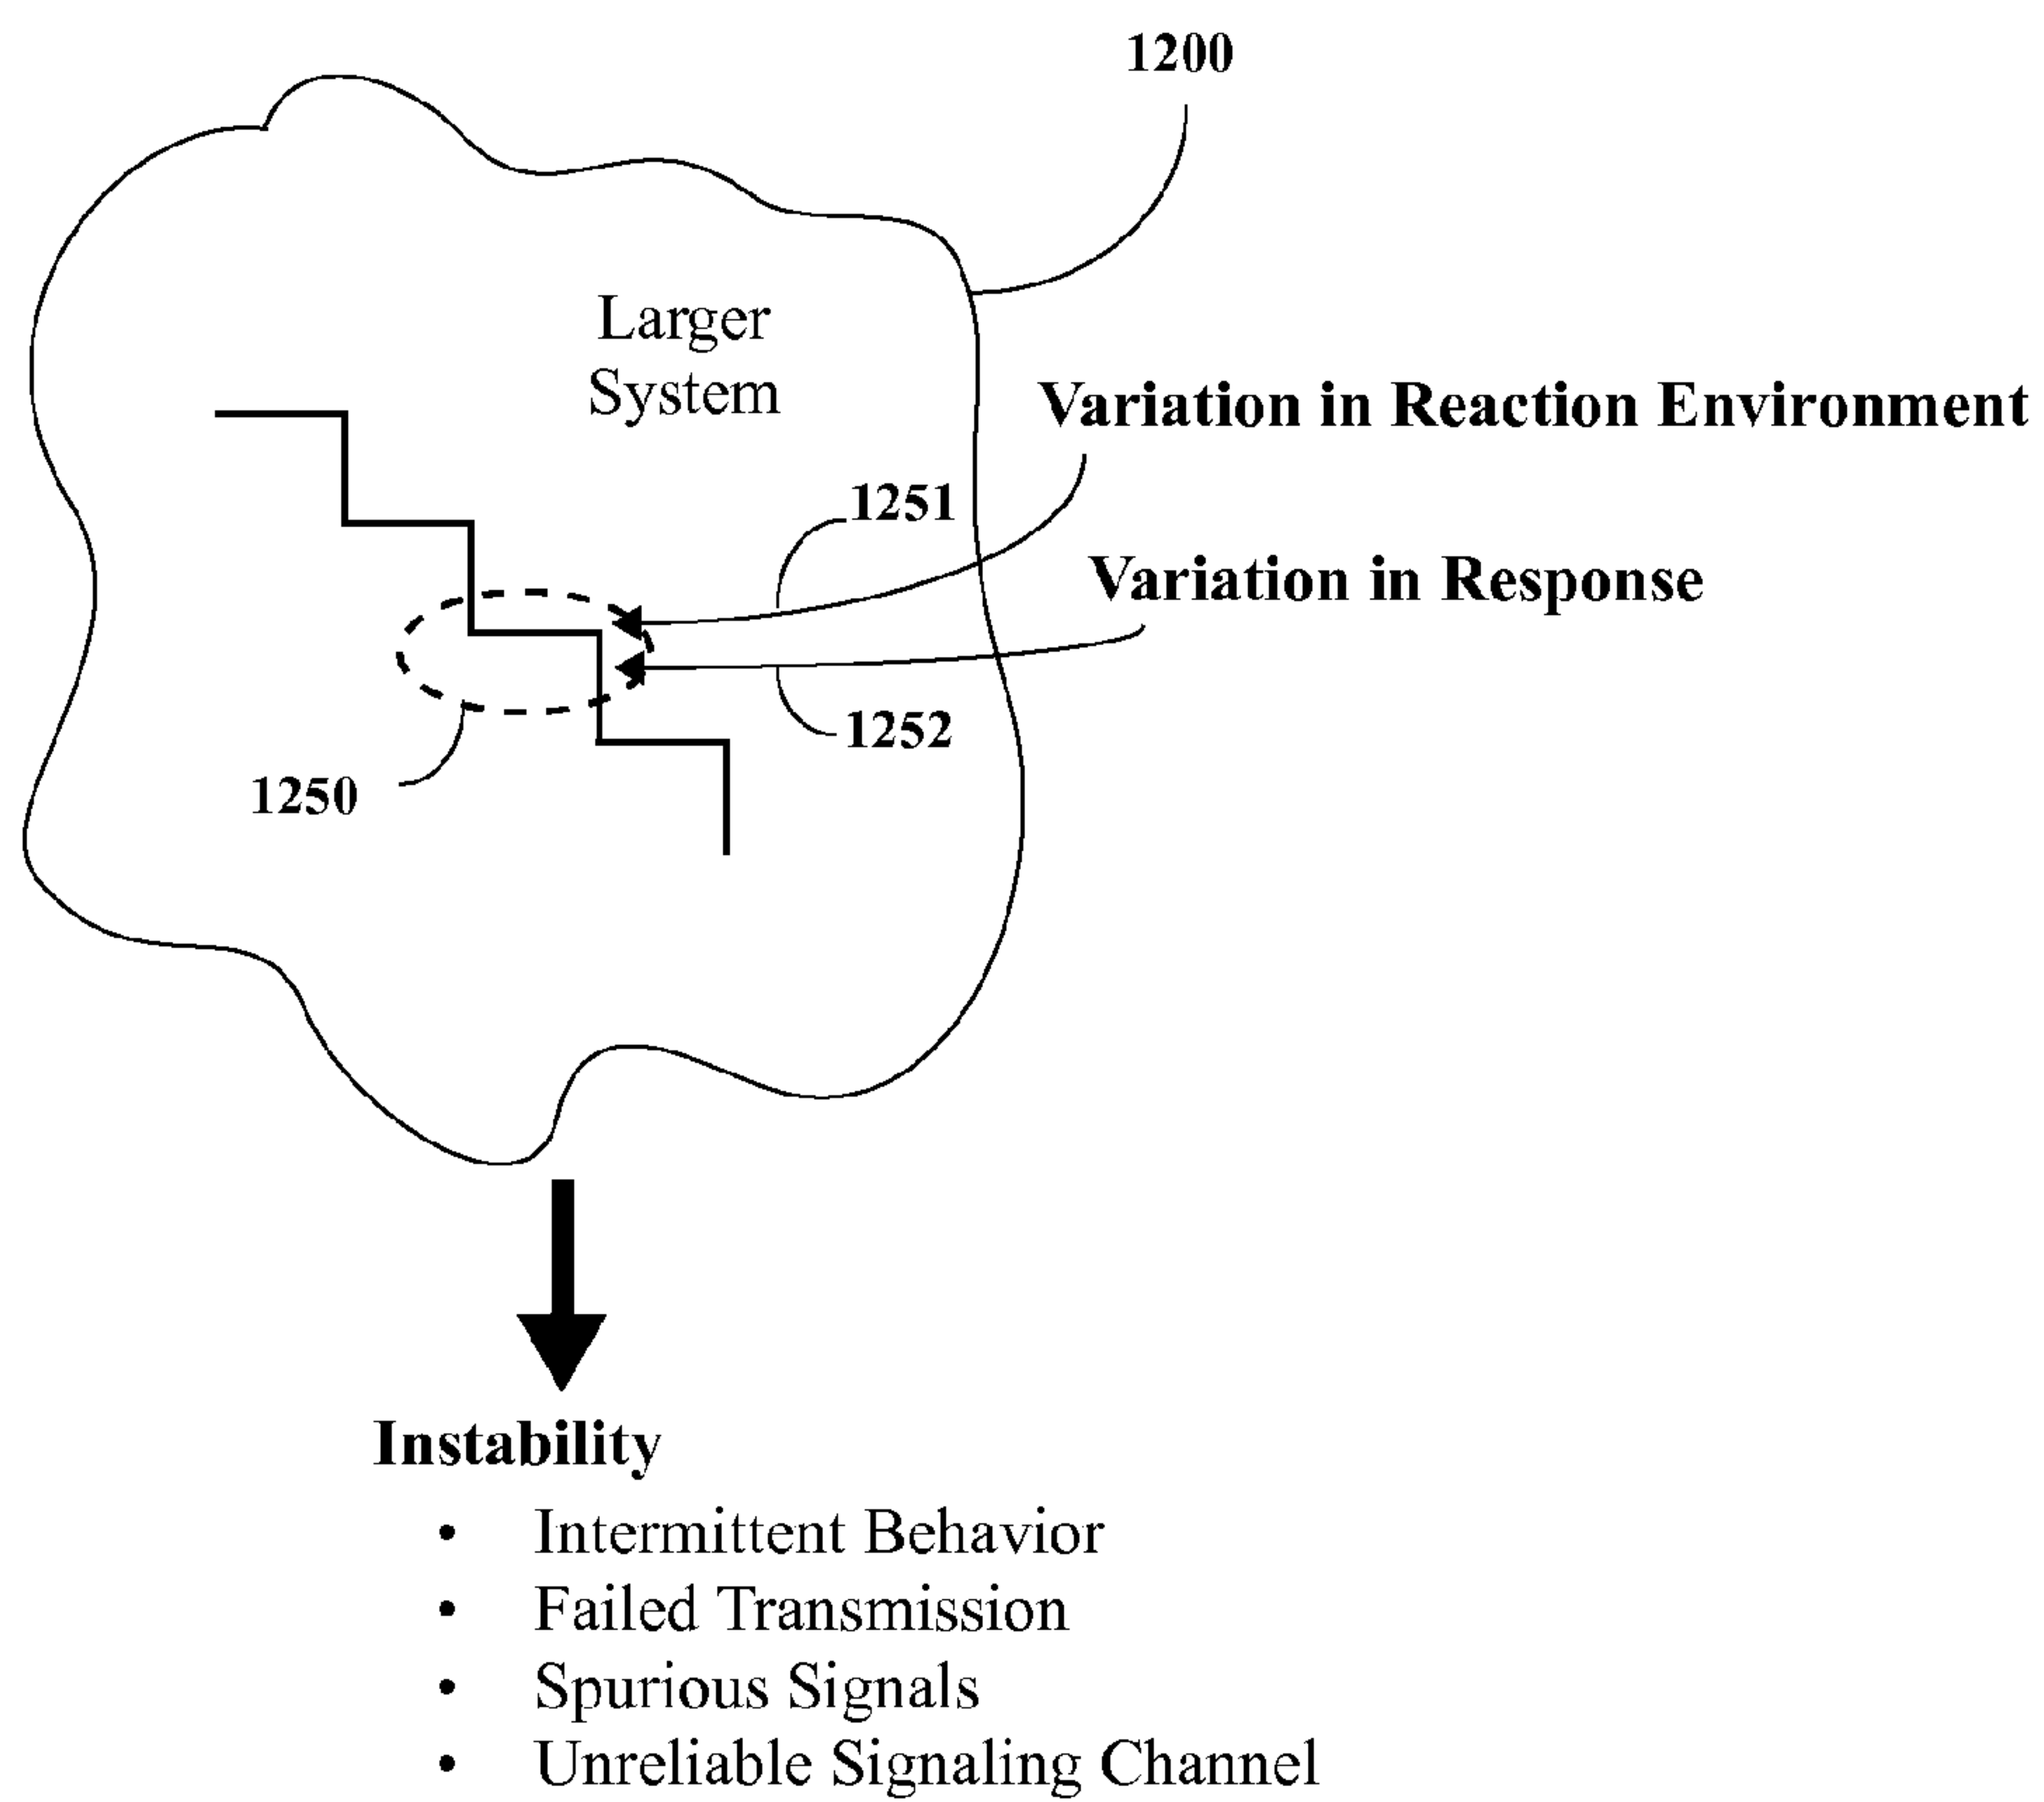 1200
Larger
System
Variation in Reaction Environment
1251
Variation in Response
1252
1250
Instability
• Intermittent Behavior
• Failed Transmission
• Spurious Signals
• Unreliable Signaling Channel